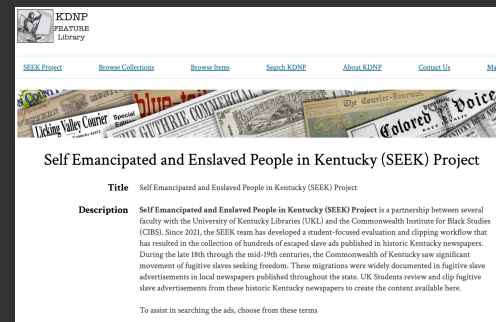 KDNP
FEATURE
Library
SEEK Project Browse Collections Browse Items Search KDNP About KDNP Contact Us Ma
Licking Valley Courier Special THE GUTHRIE COMMERCIAL The Courier-Journal Colored Voice
Self Emancipated and Enslaved People in Kentucky (SEEK) Project
Title Self Emancipated and Enslaved People in Kentucky (SEEK) Project
Description Self Emancipated and Enslaved People in Kentucky (SEEK) Project is a partnership between several
faculty with the University of Kentucky Libraries (UKL) and the Commonwealth Institute for Black Studies
(CIBS). Since 2021, the SEEK team has developed a student-focused evaluation and clipping workflow that
has resulted in the collection of hundreds of escaped slave ads published in historic Kentucky newspapers.
During the late 18th through the mid-19th centuries, the Commonwealth of Kentucky saw significant
movement of fugitive slaves seeking freedom. These migrations were widely documented in fugitive slave
advertisements in local newspapers published throughout the state. UK Students review and clip fugitive
slave advertisements from these historic Kentucky newspapers to create the content available here.
To assist in searching the ads, choose from these terms